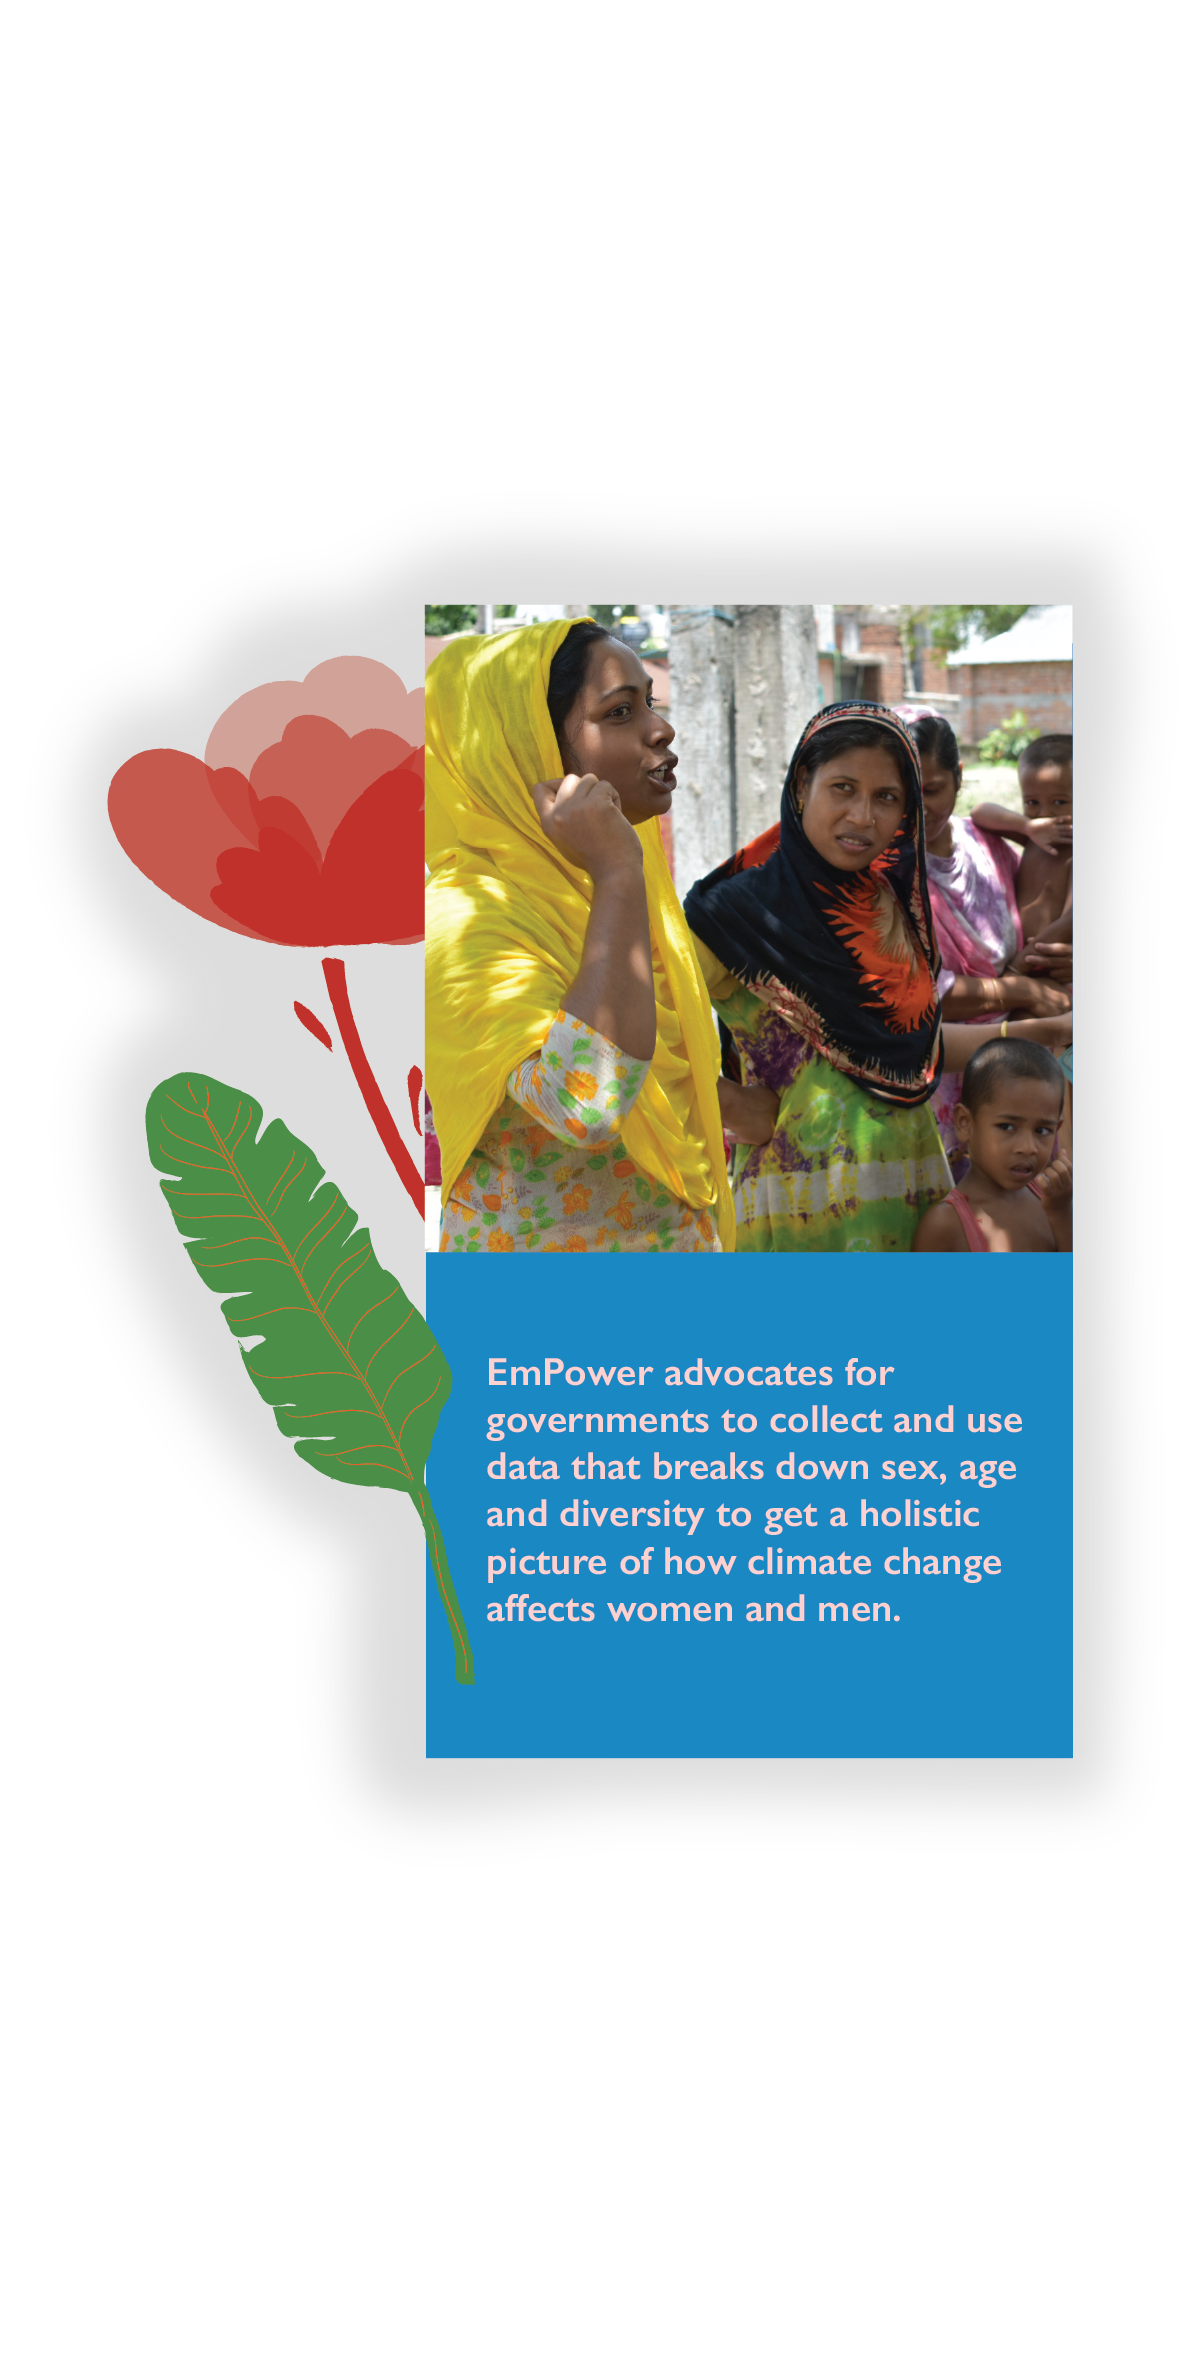 EmPower advocates for
governments to collect and use
data that breaks down sex, age
and diversity to get a holistic
picture of how climate change
affects women and men.